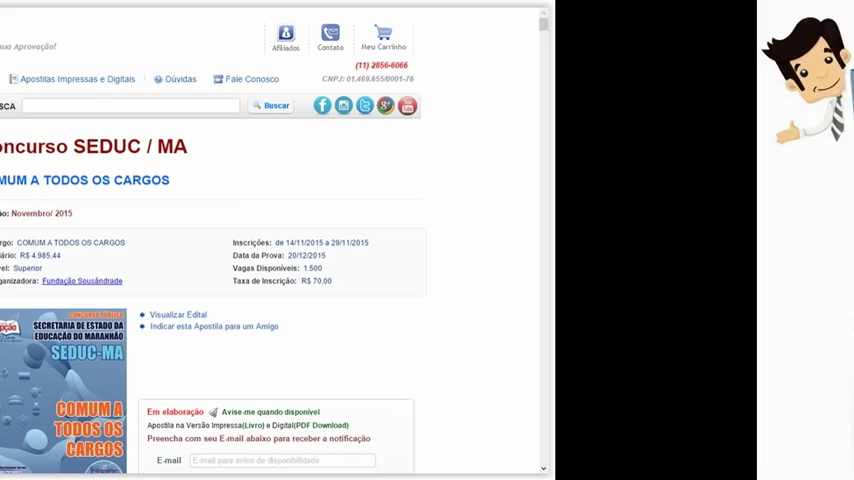 sua Aprovação!
Afiliados
Contato
Meu Carrinho
(11) 2856-6066
Apostilas Impressas e Digitais
Dúvidas
Fale Conosco
CNPJ: 01.469.655/0001-76
SCA
Buscar
oncurso SEDUC / MA
MUM A TODOS OS CARGOS
ão: Novembro/ 2015
rgo: COMUM A TODOS OS CARGOS
Inscrições: de 14/11/2015 a 29/11/2015
lário: R$ 4.985,44
Data da Prova: 20/12/2015
vel: Superior
Vagas Disponíveis: 1.500
ganizadora: Fundação Sousândrade
Taxa de Inscrição: R$ 70,00
CONCURSO PÚBLICO
pção
SECRETARIA DE ESTADO DA
EDUCAÇÃO DO MARANHÃO
SEDUC-MA
COMUM A
TODOS OS
CARGOS
Visualizar Edital
Indicar esta Apostila para um Amigo
Em elaboração Avise-me quando disponível
Apostila na Versão Impressa(Livro) e Digital(PDF Download)
Preencha com seu E-mail abaixo para receber a notificação
E-mail
E-mail para aviso de disponibilidade